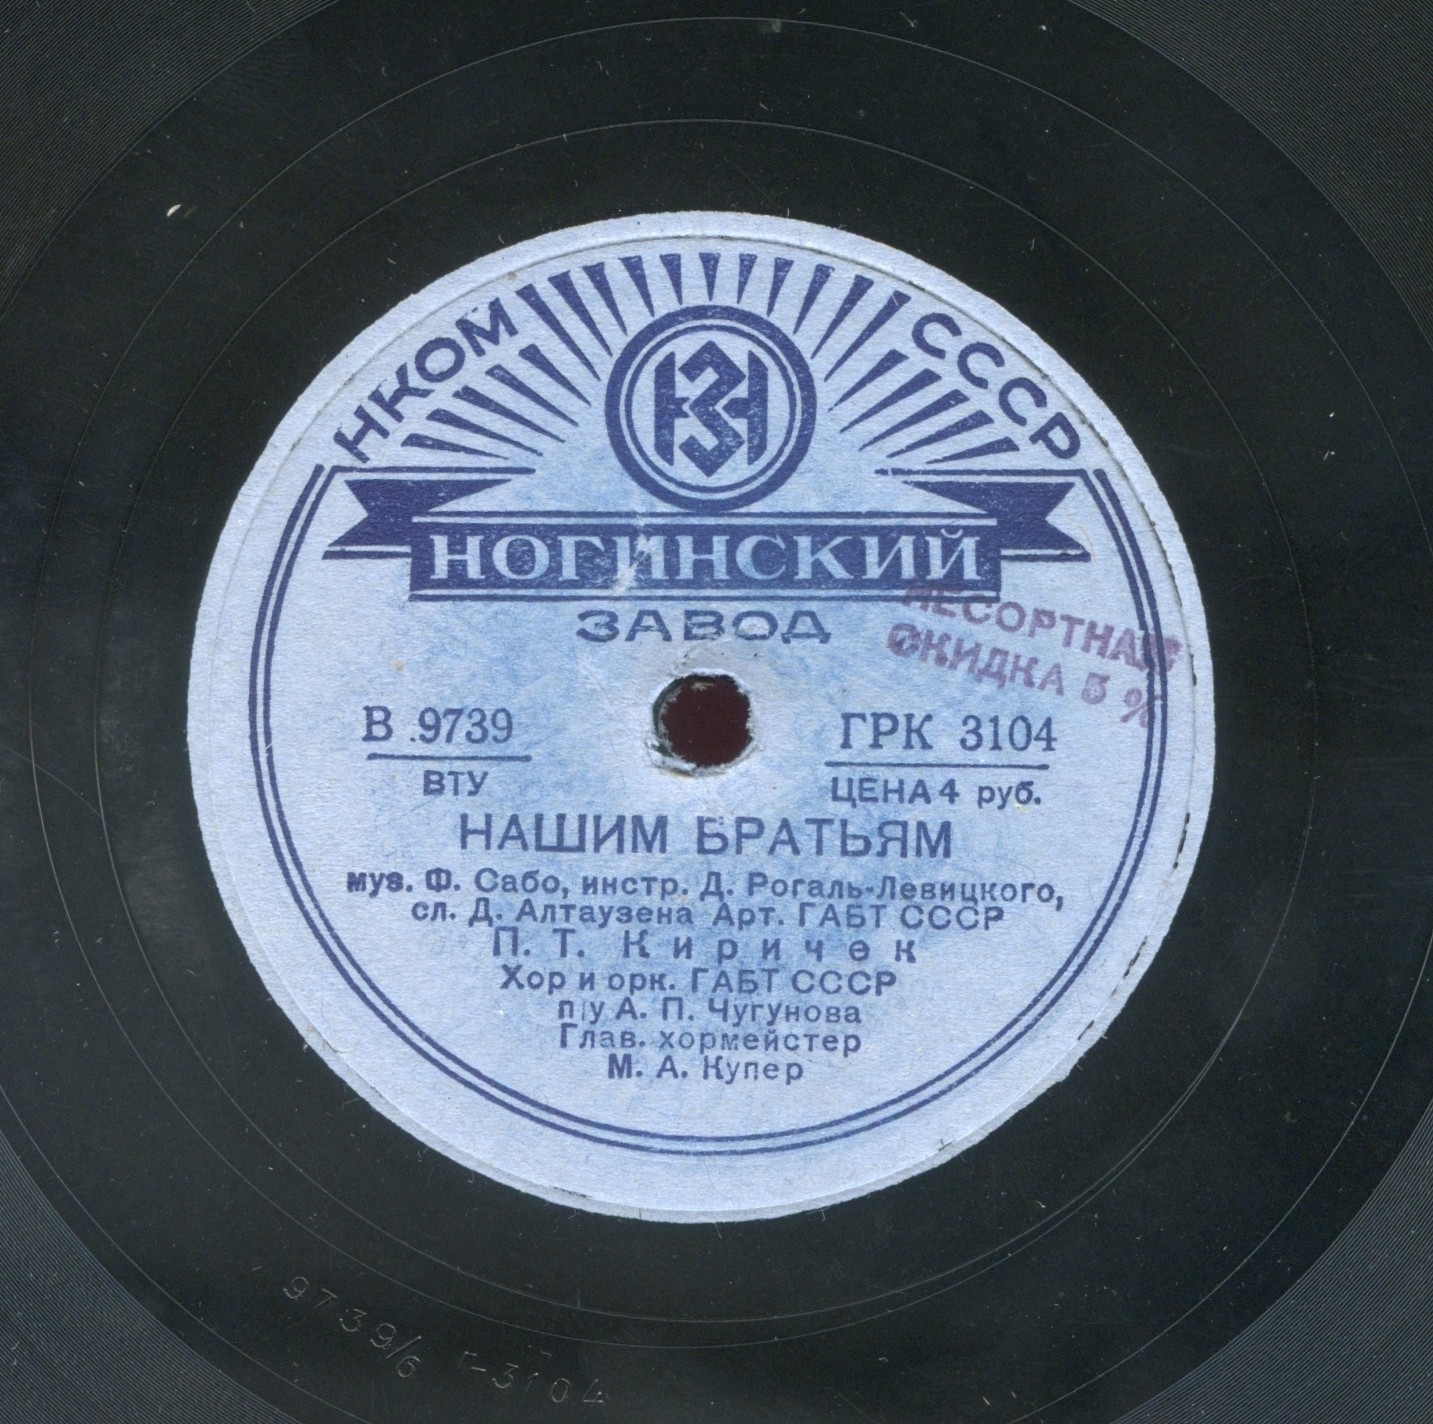 НКОМ СССР
НЗ
НОГИНСКИЙ
ЗАВОД
НЕСОРТНАЯ
СКИДКА 5 %
В .9739
ГРК 3104
ВТУ
ЦЕНА 4 руб.
НАШИМ БРАТЬЯМ
муз. Ф. Сабо, инстр. Д. Рогаль-Левицкого,
сл. Д. Алтаузена Арт. ГАБТ СССР
П. Т. Киричек
Хор и орк. ГАБТ СССР
п/у А. П. Чугунова
Глав. хормейстер
М. А. Купер
9739/6 Г-3104